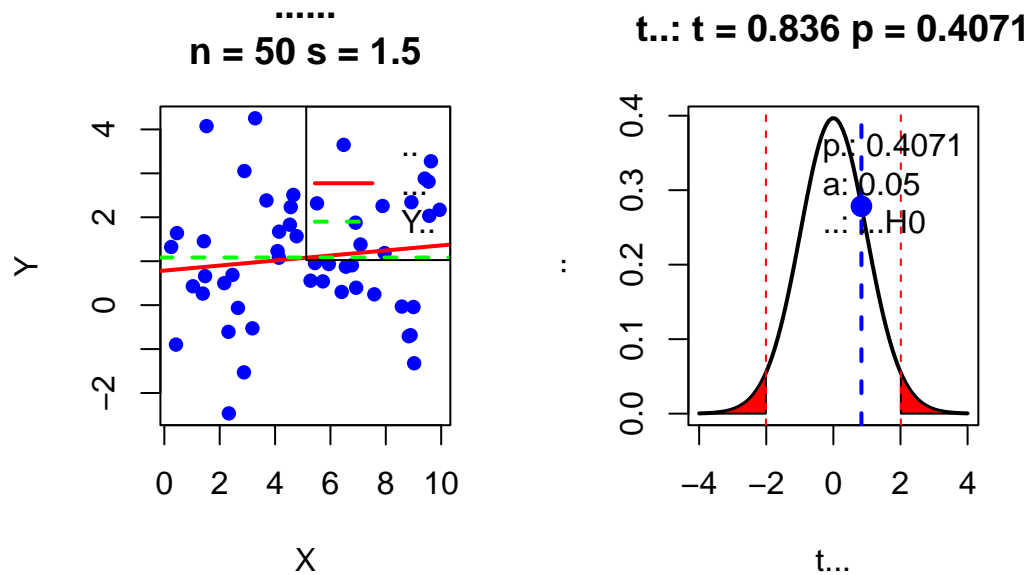 ......
n = 50 s = 1.5
Y
4
2
0
−2
..
...
Y..
0 2 4 6 8 10
X
t..: t = 0.836 p = 0.4071
..
0.4
0.3
0.2
0.1
0.0
p.: 0.4071
a: 0.05
..: ...H0
−4 −2 0 2 4
t...